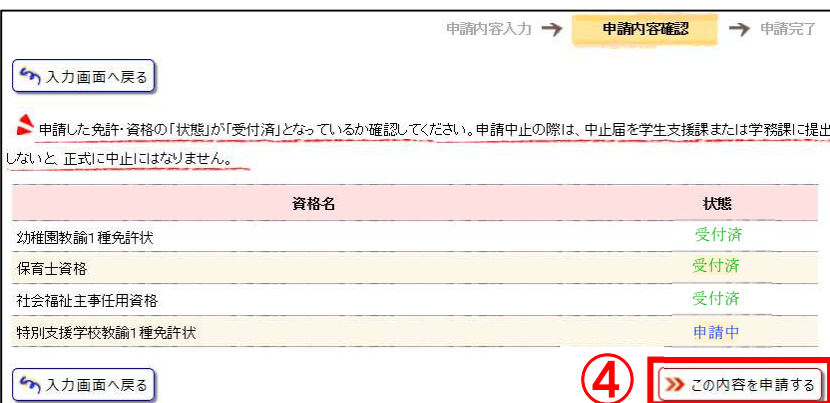 申請内容入力 → 申請内容確認 → 申請完了
入力画面へ戻る
申請した免許・資格の「状態」が「受付済」となっているか確認してください。申請中止の際は、中止届を学生支援課または学務課に提出
しないと、正式に中止にはなりません。
資格名 状態
幼稚園教諭1種免許状 受付済
保育士資格 受付済
社会福祉主事任用資格 受付済
特別支援学校教諭1種免許状 申請中
入力画面へ戻る ④ この内容を申請する